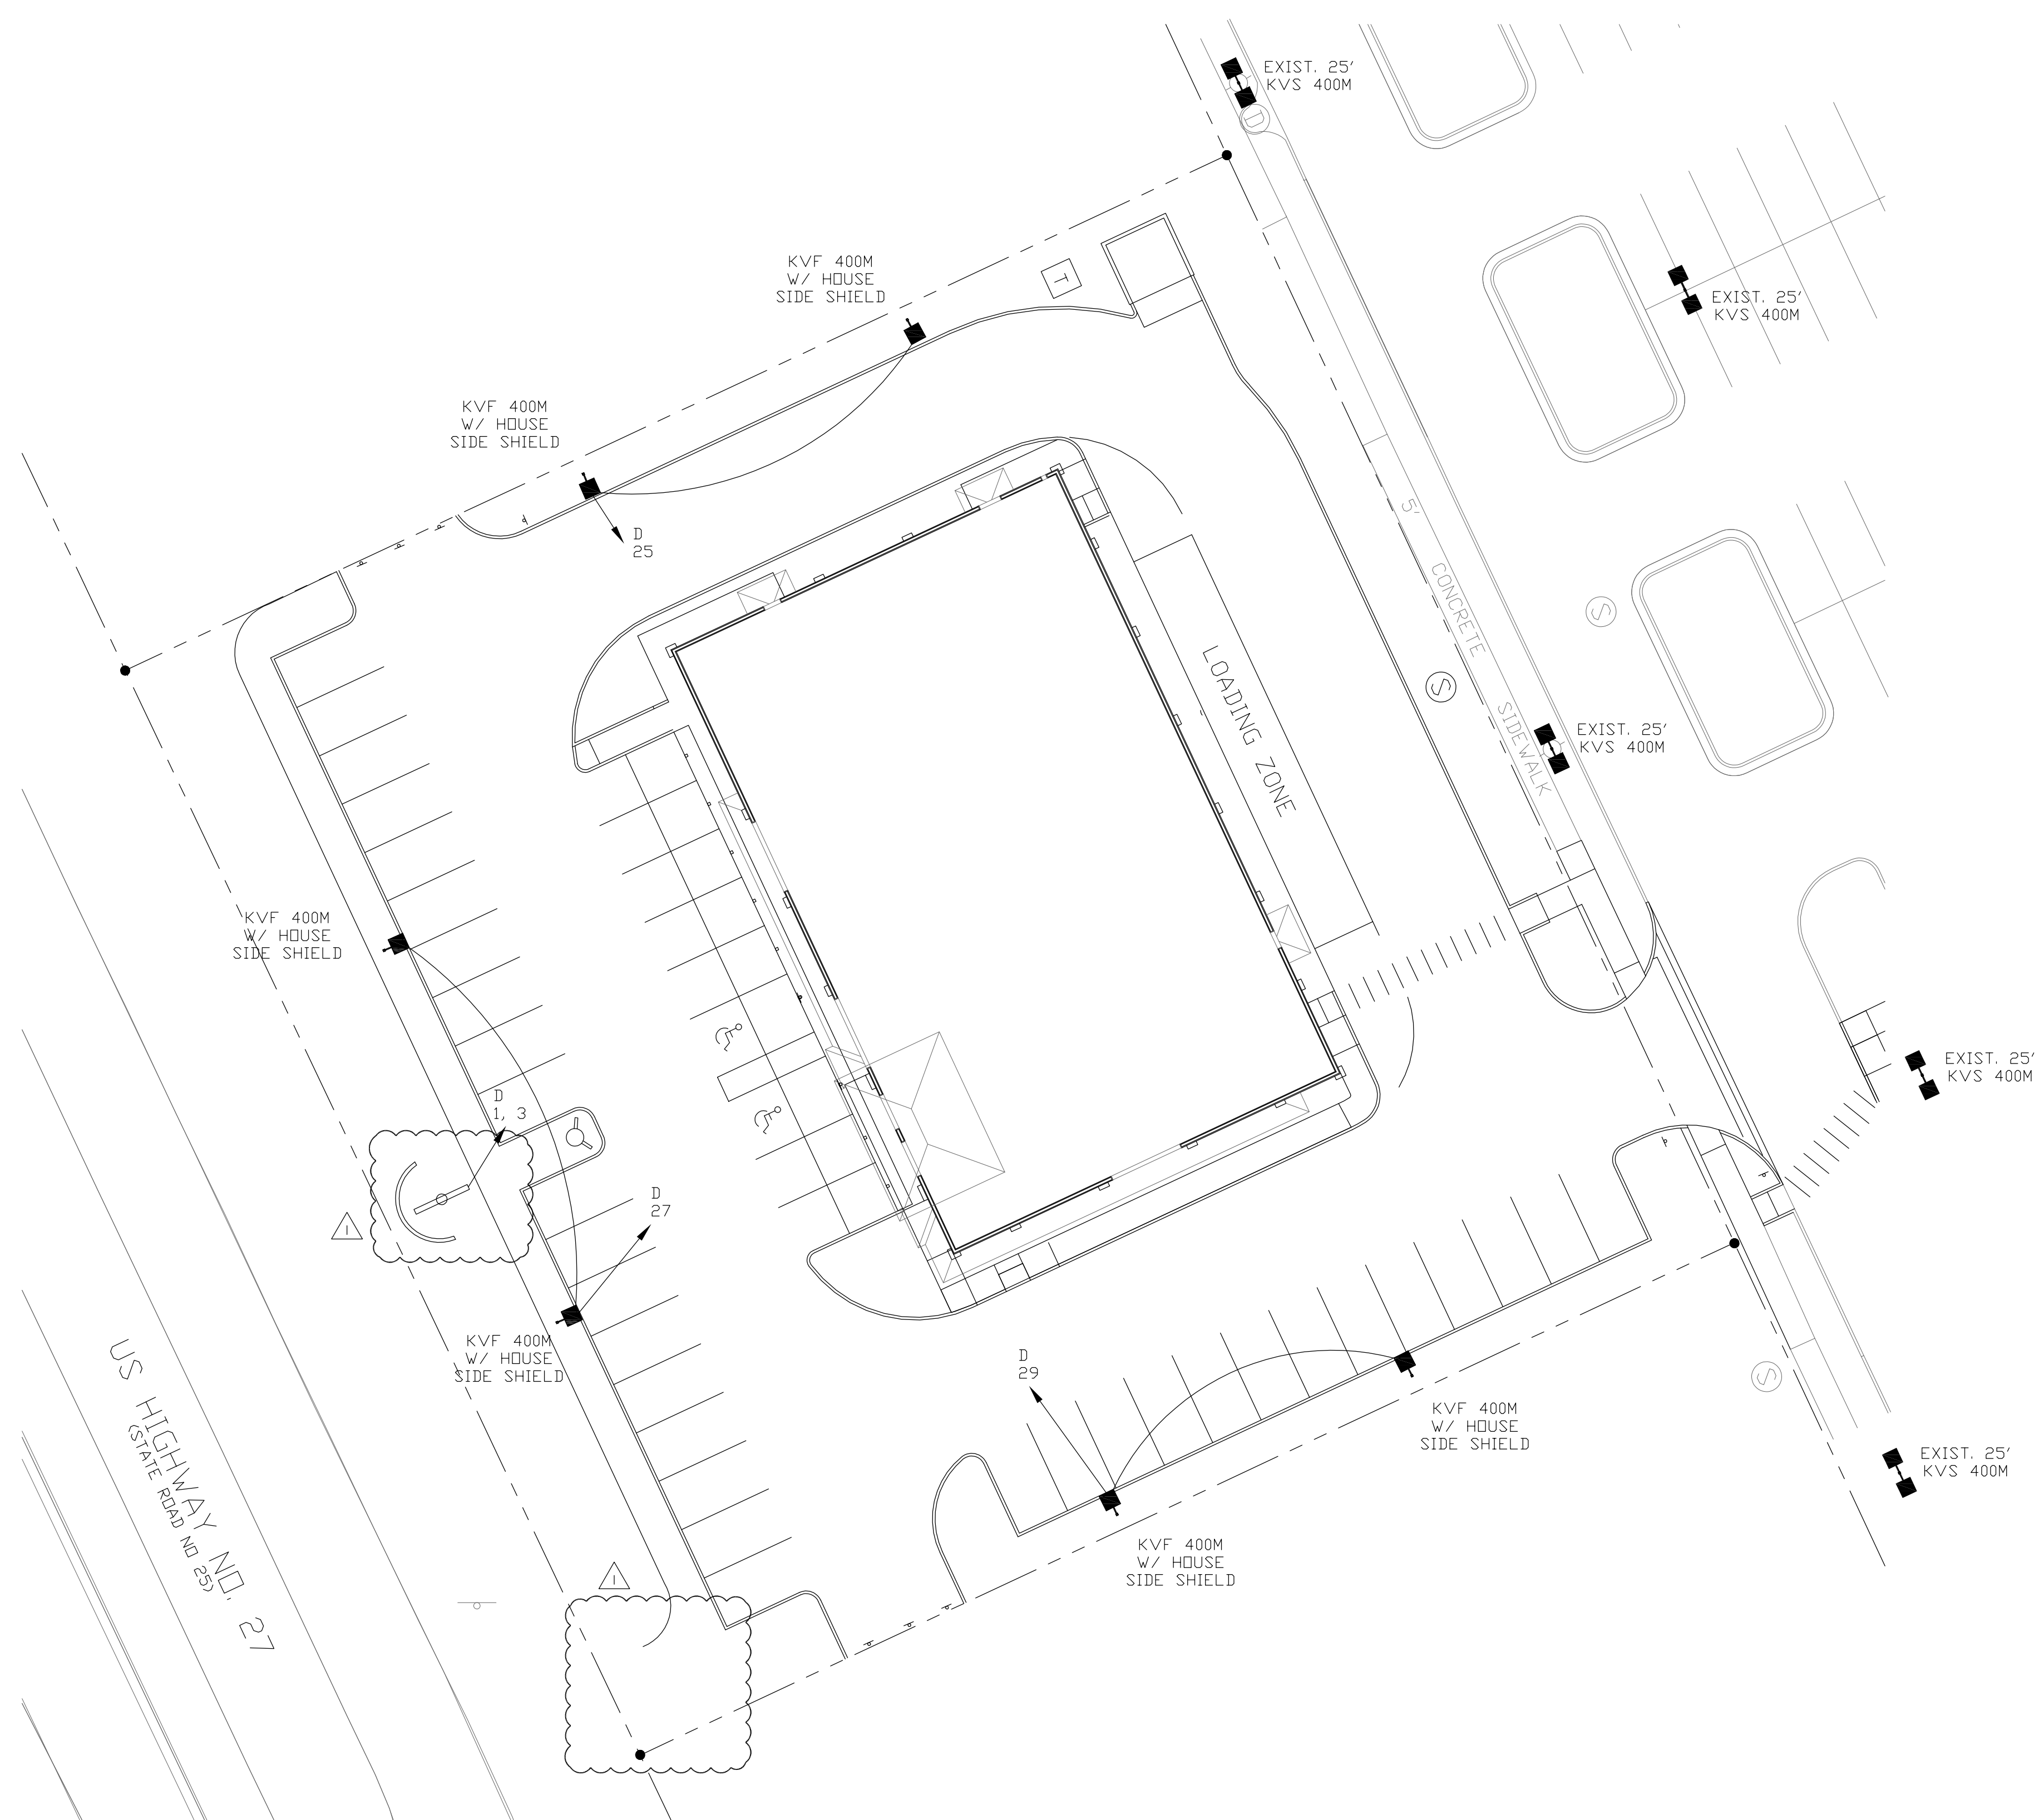 EXIST. 25'
KVS 400M
D
KVF 400M
W/ HOUSE
SIDE SHIELD
T
EXIST. 25'
KVS 400M
KVF 400M
W/ HOUSE
SIDE SHIELD
D
25
5' CONCRETE SIDEWALK
S
S
LOADING ZONE
EXIST. 25'
KVS 400M
KVF 400M
W/ HOUSE
SIDE SHIELD
D
1, 3
EXIST. 25'
KVS 400M
1
D
27
KVF 400M
W/ HOUSE
SIDE SHIELD
D
29
S
KVF 400M
W/ HOUSE
SIDE SHIELD
EXIST. 25'
KVS 400M
US HIGHWAY NO. 27
(STATE ROAD NO 25)
KVF 400M
W/ HOUSE
SIDE SHIELD
1